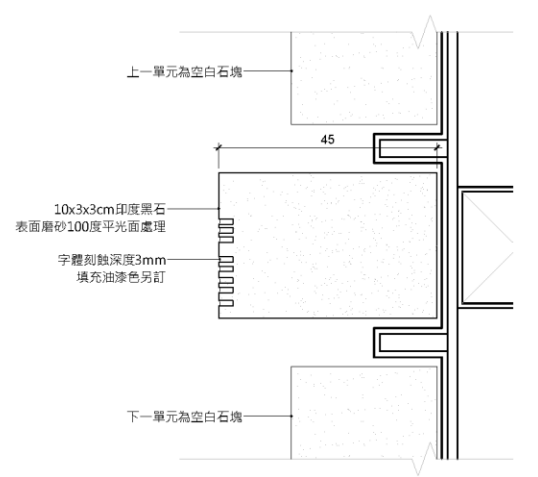 上一單元為空白石塊
45
10x3x3cm印度黑石
表面磨砂100度平光面處理
字體刻蝕深度3mm
填充油漆色另訂
下一單元為空白石塊